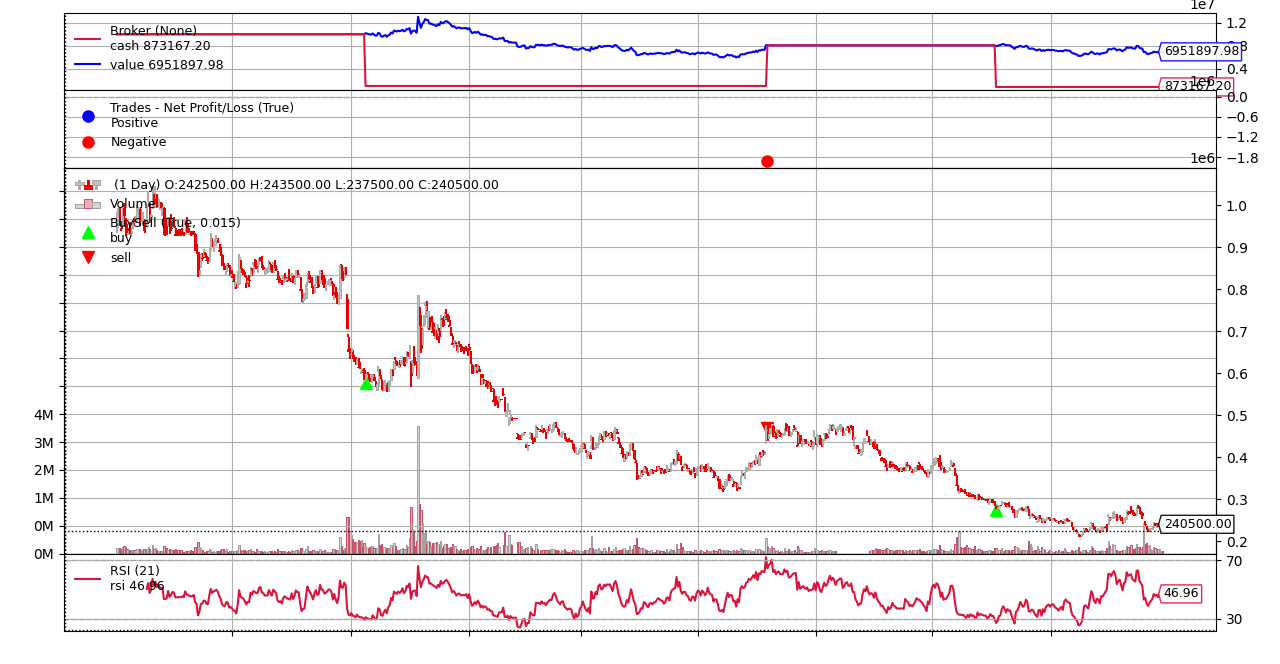 1e7
Broker (None)
cash 873167.20
value 6951897.98
1.2
0.8
6951897.98
0.4
1e6
873167.20
0.0
Trades - Net Profit/Loss (True)
Positive
Negative
−0.6
−1.2
−1.8
1e6
(1 Day) O:242500.00 H:243500.00 L:237500.00 C:240500.00
Volume
BuySell (True, 0.015)
buy
sell
1.0
0.9
0.8
0.7
0.6
0.5
0.4
0.3
0.2
240500.00
4M
3M
2M
1M
0M
0M
RSI (21)
rsi 46.96
70
46.96
30